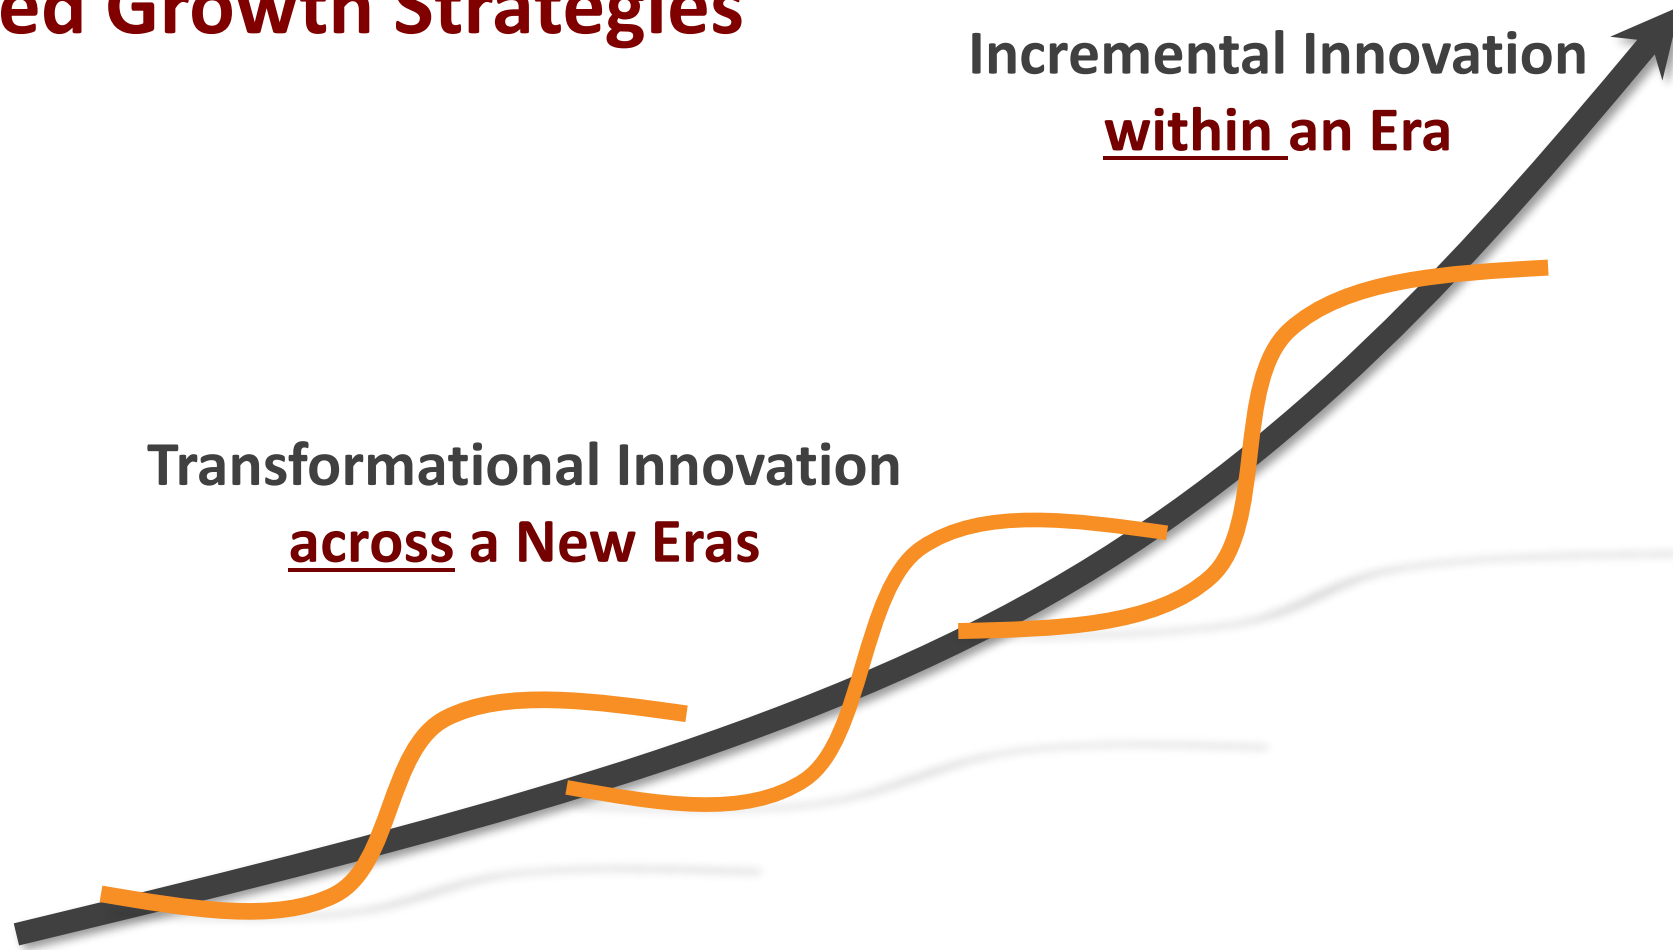 ed Growth Strategies
Incremental Innovation
within an Era
Transformational Innovation
across a New Eras